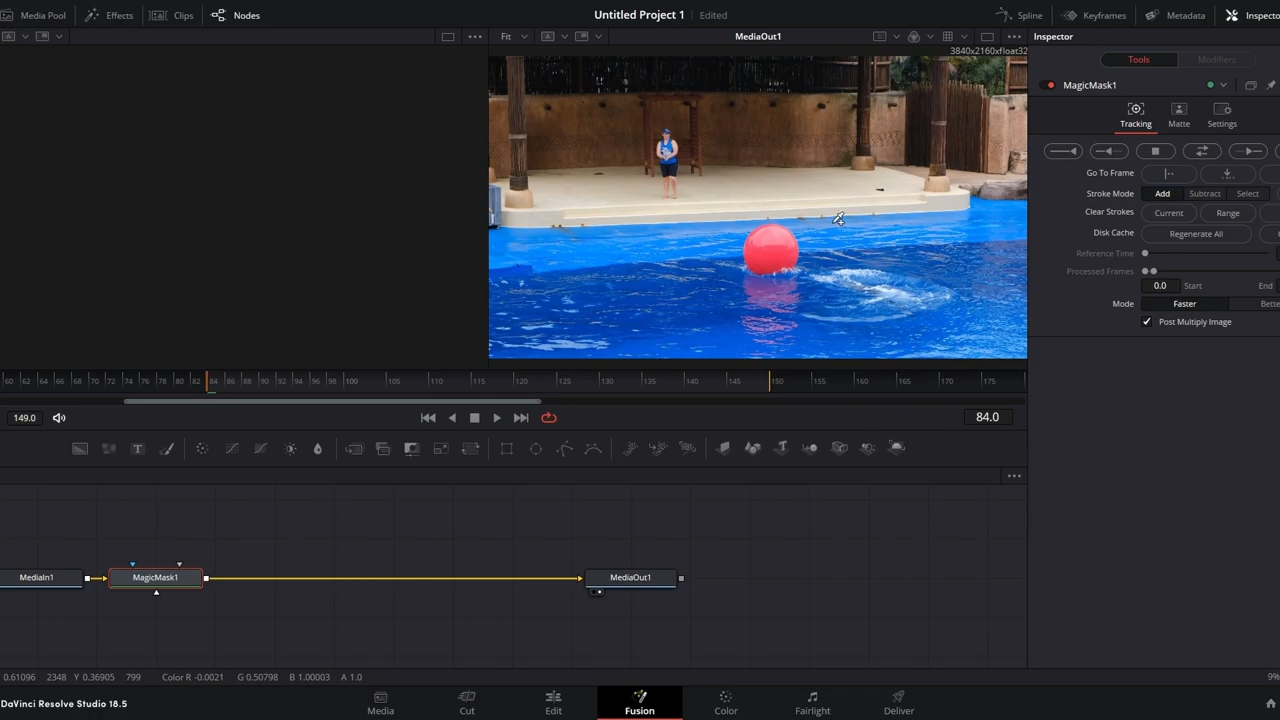 Media Pool Effects Clips Nodes Untitled Project 1 Edited Spline Keyframes Metadata Inspecto
Fit MediaOut1 Inspector
3840x2160xfloat32
Tools Modifiers
MagicMask1
Tracking Matte Settings
Go To Frame
Stroke Mode Add Subtract Select
Clear Strokes Current Range
Disk Cache Regenerate All
Reference Time
Processed Frames
0.0 Start End
Mode Faster Bette
Post Multiply Image
60 62 64 66 68 70 72 74 76 78 80 82 84 86 88 90 92 94 96 98 100 105 110 115 120 125 130 135 140 145 150 155 160 165 170 175
149.0 84.0
T T
MediaIn1 MagicMask1 MediaOut1
0.61096 2348 Y 0.36905 799 Color R -0.0021 G 0.50798 B 1.00003 A 1.0 9%
DaVinci Resolve Studio 18.5 Media Cut Edit Fusion Color Fairlight Deliver